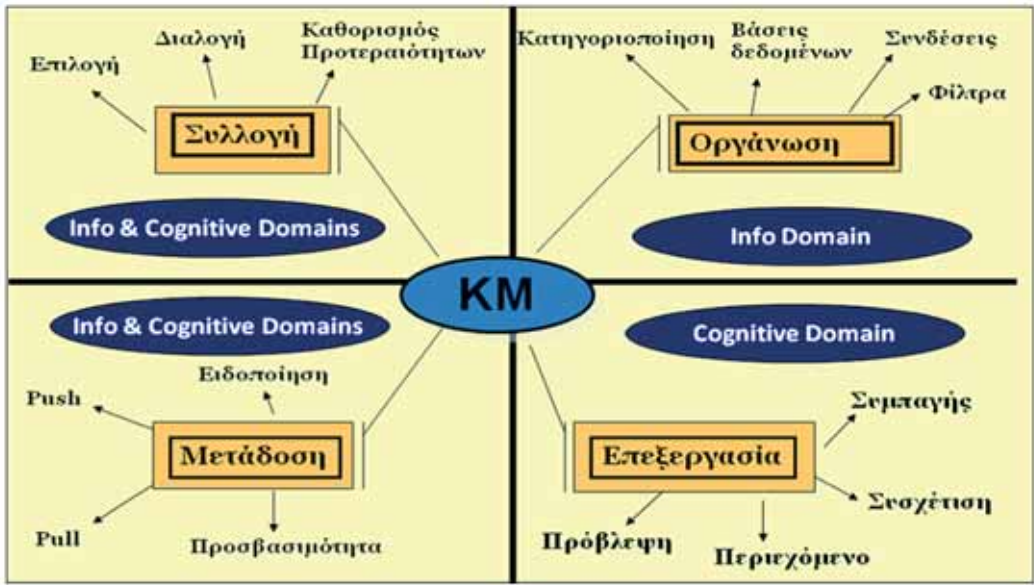 Επιλογή
Διαλογή
Καθορισμός
Προτεραιότητων
Συλλογή
Info & Cognitive Domains
Κατηγοριοποίηση
Βάσεις
δεδομένων
Συνδέσεις
Φίλτρα
Οργάνωση
Info Domain
KM
Info & Cognitive Domains
Ειδοποίηση
Push
Μετάδοση
Pull
Προσβασιμότητα
Cognitive Domain
Συμπαγής
Επεξεργασία
Συσχέτιση
Πρόβλεψη
Περιεχόμενο